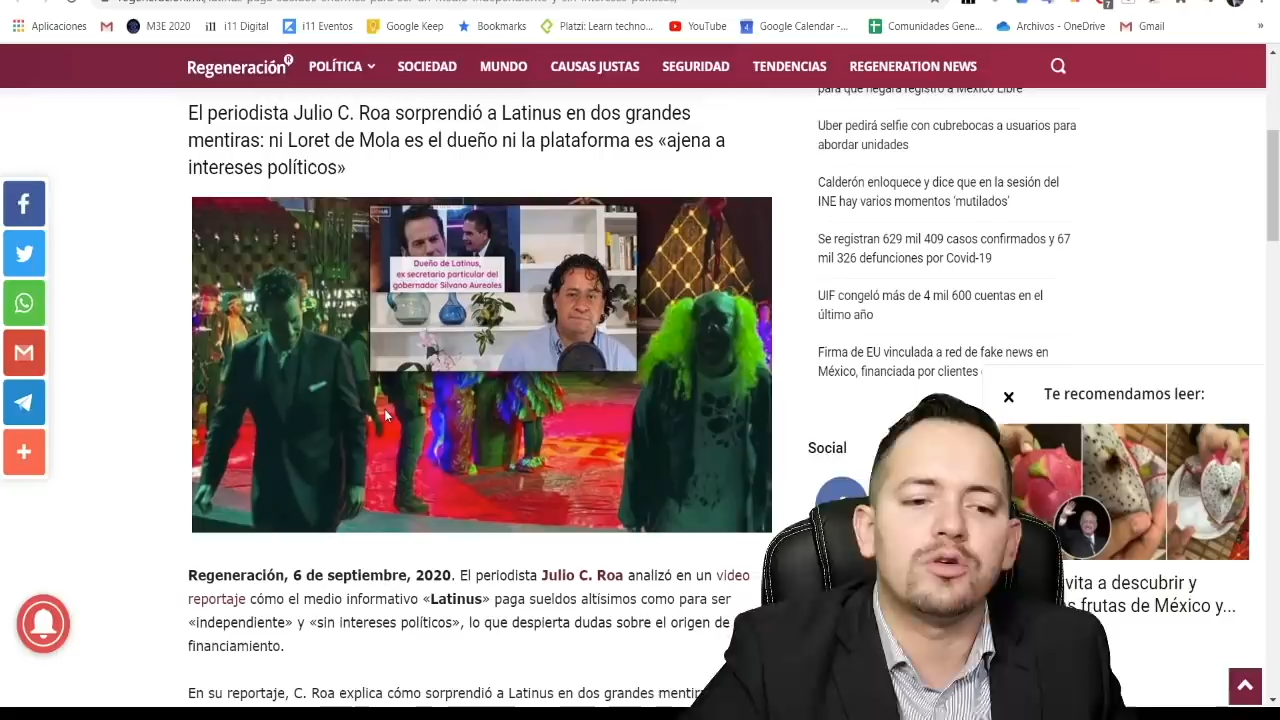 Aplicaciones M3E 2020 i11 Digital i11 Eventos Google Keep Bookmarks Platzi: Learn techno... YouTube Google Calendar -... Comunidades Gene... Archivos - OneDrive Gmail »
Regeneración® POLÍTICA SOCIEDAD MUNDO CAUSAS JUSTAS SEGURIDAD TENDENCIAS REGENERATION NEWS
El periodista Julio C. Roa sorprendió a Latinus en dos grandes
mentiras: ni Loret de Mola es el dueño ni la plataforma es «ajena a
intereses políticos»
Dueño de Latinus,
ex secretario particular del
gobernador Silvano Aureoles
Regeneración, 6 de septiembre, 2020. El periodista Julio C. Roa analizó en un video
reportaje cómo el medio informativo «Latinus» paga sueldos altísimos como para ser
«independiente» y «sin intereses políticos», lo que despierta dudas sobre el origen de
financiamiento.
En su reportaje, C. Roa explica cómo sorprendió a Latinus en dos grandes
para que negara registro a México Libre
Uber pedirá selfie con cubrebocas a usuarios para
abordar unidades
Calderón enloquece y dice que en la sesión del
INE hay varios momentos 'mutilados'
Se registran 629 mil 409 casos confirmados y 67
mil 326 defunciones por Covid-19
UIF congeló más de 4 mil 600 cuentas en el
último año
Firma de EU vinculada a red de fake news en
México, financiada por clientes
Social
Te recomendamos leer:
vita a descubrir y
frutas de México y...